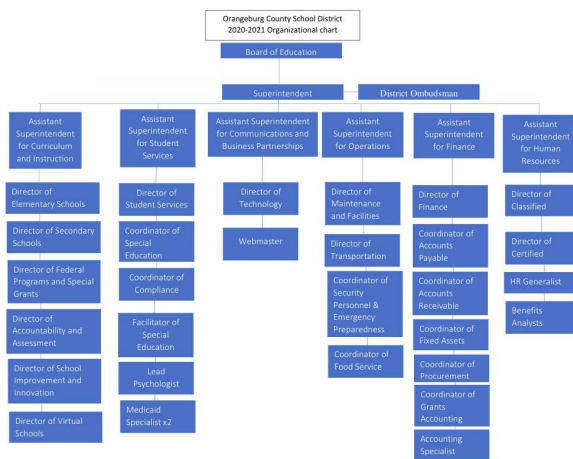 Orangeburg County School District
2020-2021 Organizational chart
Board of Education
Superintendent
District Ombudsman
Assistant
Superintendent
for Curriculum
and Instruction
Director of
Elementary Schools
Director of Secondary
Schools
Director of Federal
Programs and Special
Grants
Director of
Accountability and
Assessment
Director of School
Improvement and
Innovation
Director of Virtual
Schools
Assistant
Superintendent
for Student
Services
Director of
Student Services
Coordinator of
Special
Education
Coordinator of
Compliance
Facilitator of
Special
Education
Lead
Psychologist
Medicaid
Specialist x2
Assistant Superintendent
for Communications and
Business Partnerships
Director of
Technology
Webmaster
Assistant
Superintendent
for Operations
Director of
Maintenance
and Facilities
Director of
Transportation
Coordinator of
Security
Personnel &
Emergency
Preparedness
Coordinator of
Food Service
Assistant
Superintendent
for Finance
Director of
Finance
Coordinator of
Accounts
Payable
Coordinator of
Accounts
Receivable
Coordinator of
Fixed Assets
Coordinator of
Procurement
Coordinator of
Grants
Accounting
Accounting
Specialist
Assistant
Superintendent
for Human
Resources
Director of
Classified
Director of
Certified
HR Generalist
Benefits
Analysts